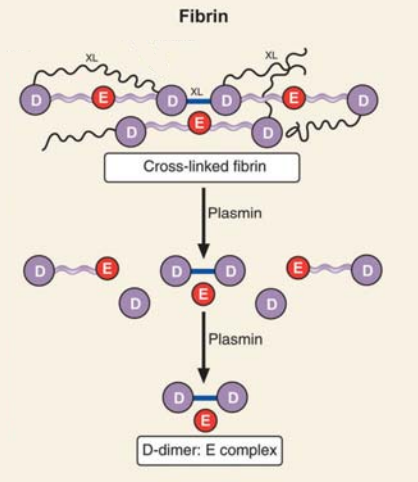 Fibrin
XL XL
D E D XL D E D
D E D
Cross-linked fibrin
Plasmin
D E D D E D
D E D
Plasmin
D D
E
D-dimer: E complex